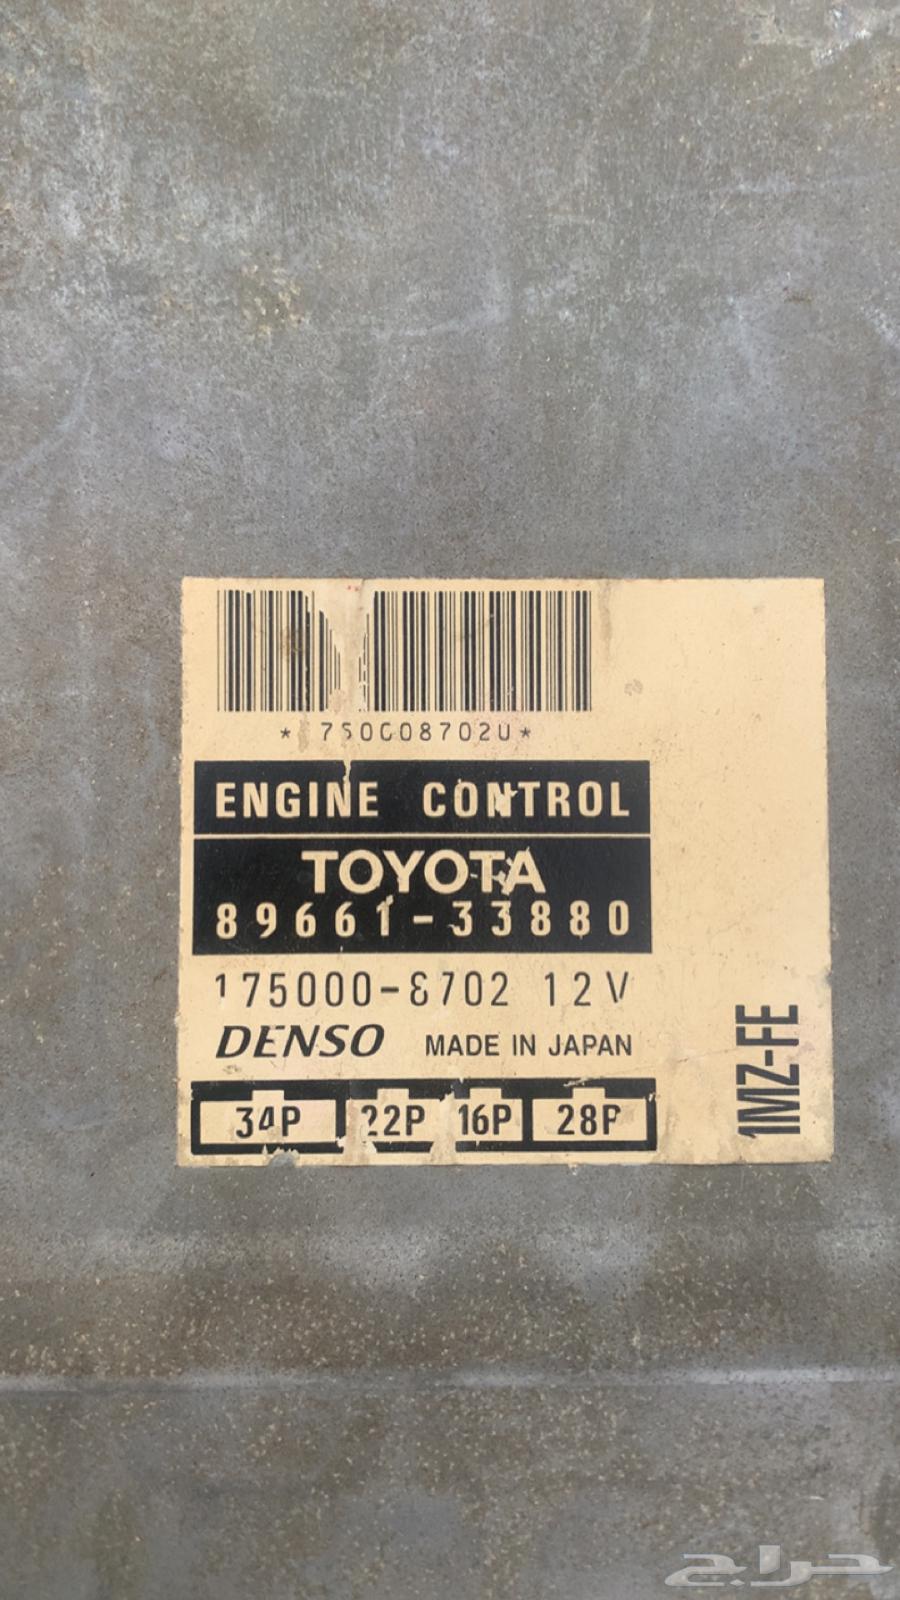 * 7500087020*
ENGINE CONTROL
TOYOTA
89661-33880
175000-8702 12V
DENSO MADE IN JAPAN
34P 22P 16P 28P
1MZ-FE
حراج